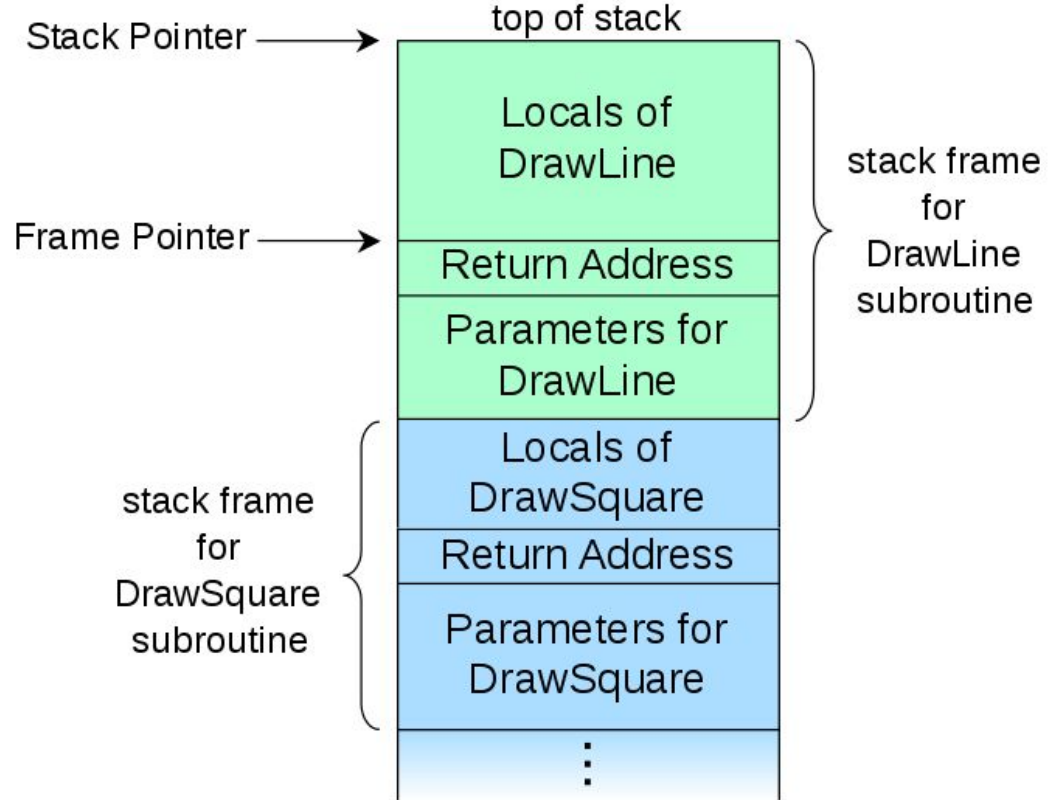 top of stack
Stack Pointer
Locals of
DrawLine
stack frame
for
DrawLine
subroutine
Frame Pointer
Return Address
Parameters for
DrawLine
Locals of
DrawSquare
stack frame
for
DrawSquare
subroutine
Return Address
Parameters for
DrawSquare